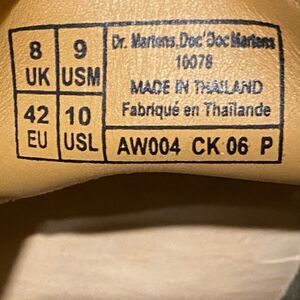 8 UK
9 USM
42 EU
10 USL
Dr. Martens, Doc' Doc Martens
10078
MADE IN THAILAND
Fabriqué en Thaïlande
AW004 CK 06 P